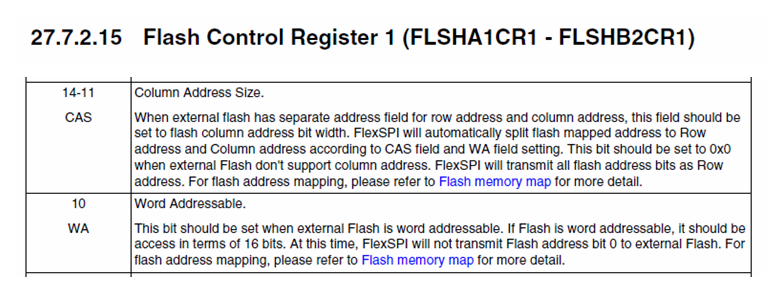 27.7.2.15 Flash Control Register 1 (FLSHA1CR1 - FLSHB2CR1)
14-11 Column Address Size.
CAS When external flash has separate address field for row address and column address, this field should be
set to flash column address bit width. FlexSPI will automatically split flash mapped address to Row
address and Column address according to CAS field and WA field setting. This bit should be set to 0x0
when external Flash don't support column address. FlexSPI will transmit all flash address bits as Row
address. For flash address mapping, please refer to Flash memory map for more detail.
10 Word Addressable.
WA This bit should be set when external Flash is word addressable. If Flash is word addressable, it should be
access in terms of 16 bits. At this time, FlexSPI will not transmit Flash address bit 0 to external Flash. For
flash address mapping, please refer to Flash memory map for more detail.